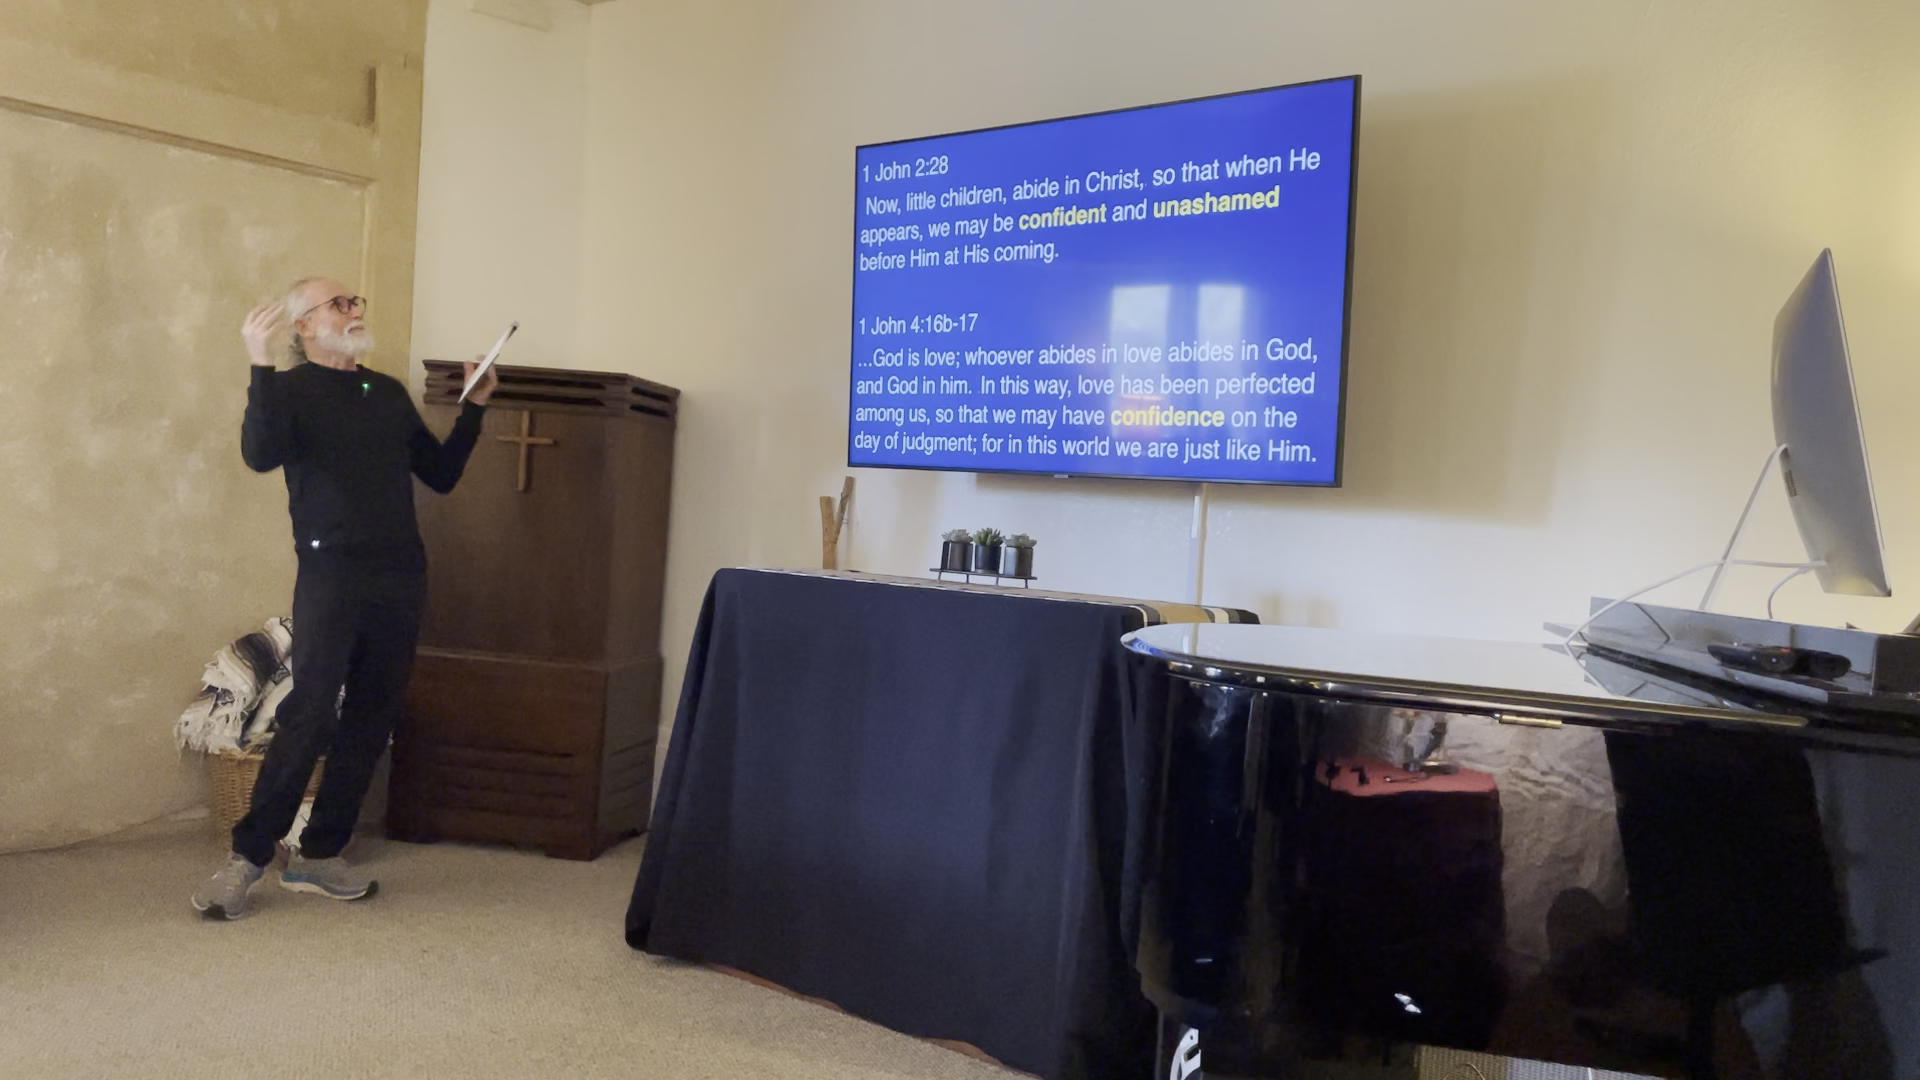 1 John 2:28
Now, little children, abide in Christ, so that when He
appears, we may be confident and unashamed
before Him at His coming.
1 John 4:16b-17
...God is love; whoever abides in love abides in God,
and God in him. In this way, love has been perfected
among us, so that we may have confidence on the
day of judgment; for in this world we are just like Him.